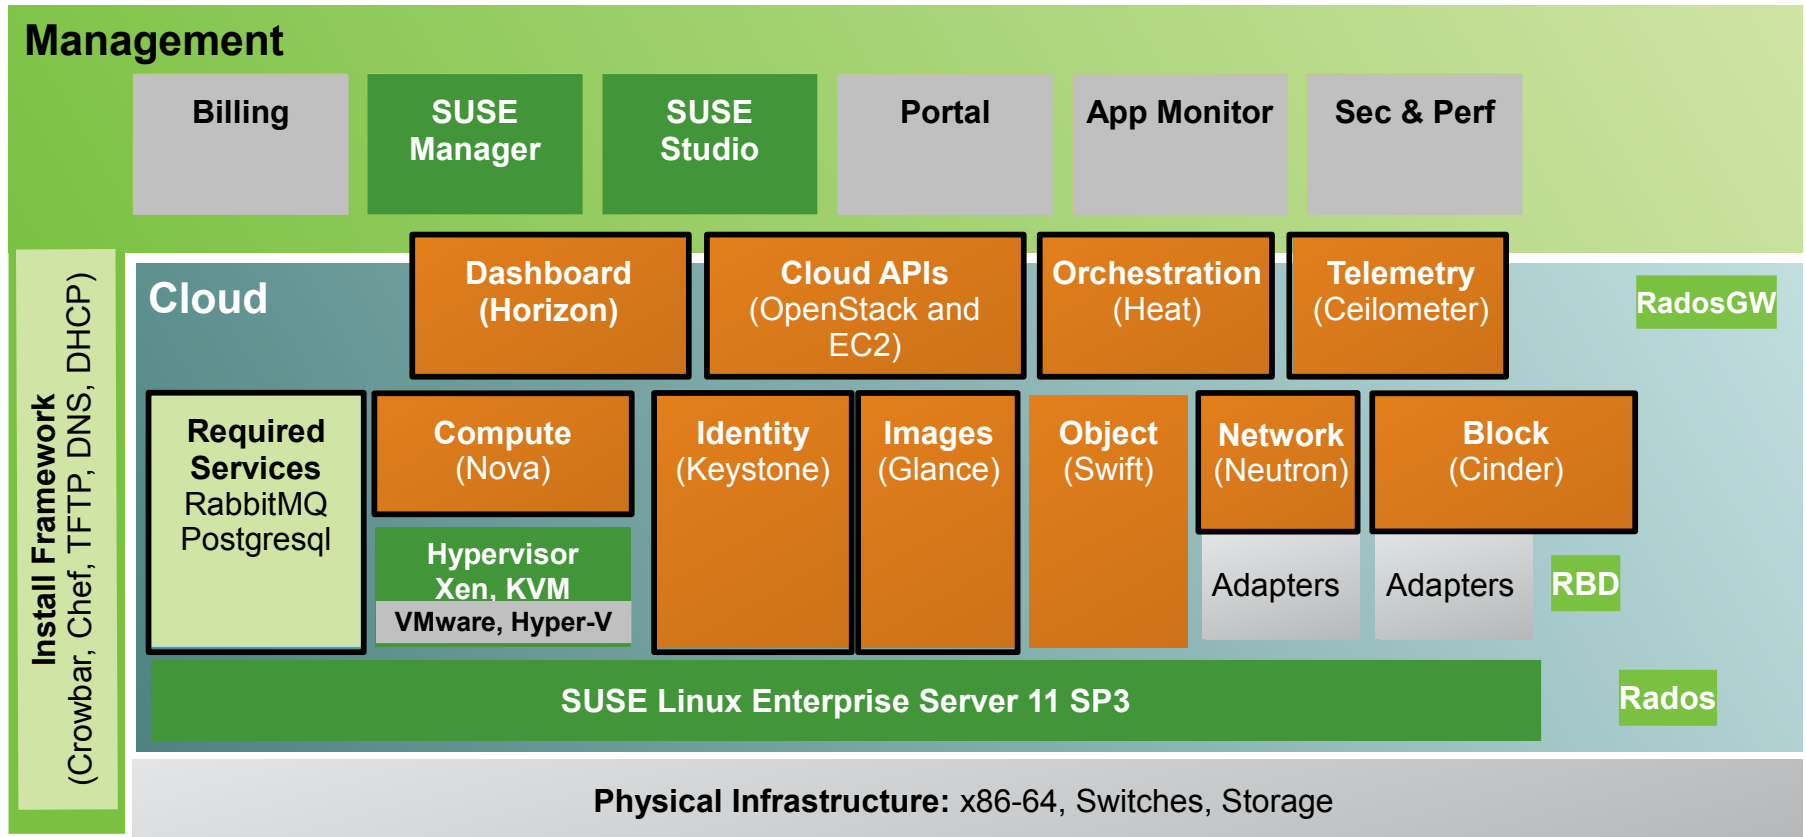 Management
Billing
SUSE
Manager
SUSE
Studio
Portal
App Monitor
Sec & Perf
Install Framework
(Crowbar, Chef, TFTP, DNS, DHCP)
Cloud
Dashboard
(Horizon)
Cloud APIs
(OpenStack and
EC2)
Orchestration
(Heat)
Telemetry
(Ceilometer)
RadosGW
Required
Services
RabbitMQ
Postgresql
Compute
(Nova)
Hypervisor
Xen, KVM
VMware, Hyper-V
Identity
(Keystone)
Images
(Glance)
Object
(Swift)
Network
(Neutron)
Adapters
Block
(Cinder)
Adapters
RBD
SUSE Linux Enterprise Server 11 SP3
Rados
Physical Infrastructure: x86-64, Switches, Storage